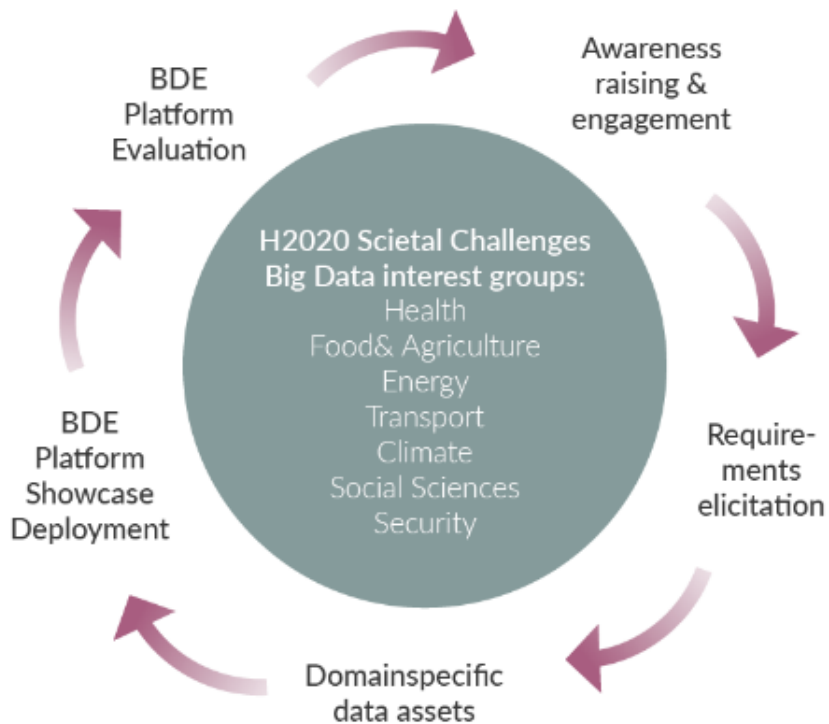 BDE
Platform
Evaluation
Awareness
raising &
engagement
H2020 Scietal Challenges
Big Data interest groups:
Health
Food& Agriculture
Energy
Transport
Climate
Social Sciences
Security
Require-
ments
elicitation
Domainspecific
data assets
BDE
Platform
Showcase
Deployment